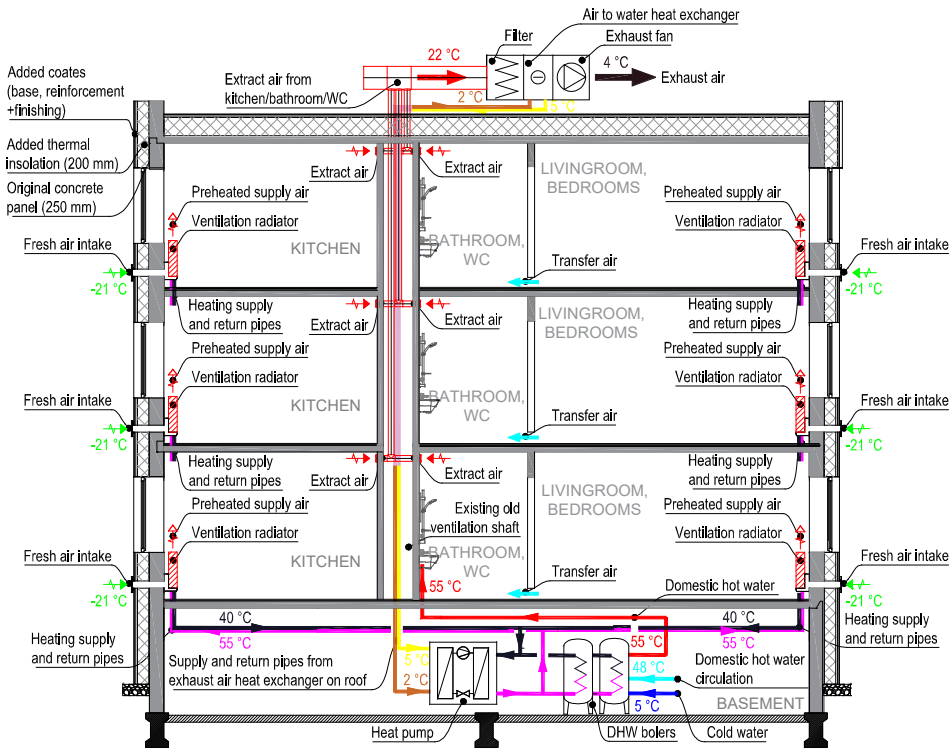 Air to water heat exchanger
Filter
Exhaust fan
22 °C
4 °C
Exhaust air
Added coates
(base, reinforcement
+finishing)
Extract air from
kitchen/bathroom/WC
2 °C
5 °C
Added thermal
insolation (200 mm)
Original concrete
panel (250 mm)
Extract air
Extract air
LIVINGROOM,
BEDROOMS
Preheated supply air
Ventilation radiator
KITCHEN
BATHROOM,
WC
Preheated supply air
Ventilation radiator
Fresh air intake
-21 °C
Transfer air
Fresh air intake
-21 °C
Heating supply
and return pipes
Extract air
Extract air
LIVINGROOM,
BEDROOMS
Heating supply
and return pipes
Preheated supply air
Ventilation radiator
KITCHEN
BATHROOM,
WC
Preheated supply air
Ventilation radiator
Fresh air intake
-21 °C
Transfer air
Fresh air intake
-21 °C
Heating supply
and return pipes
Extract air
Extract air
LIVINGROOM,
BEDROOMS
Heating supply
and return pipes
Preheated supply air
Ventilation radiator
Existing old
ventilation shaft
KITCHEN
BATHROOM,
WC
Preheated supply air
Ventilation radiator
Fresh air intake
-21 °C
55 °C
Transfer air
Domestic hot water
Fresh air intake
-21 °C
40 °C
55 °C
40 °C
55 °C
55 °C
Heating supply
and return pipes
Heating supply
and return pipes
Supply and return pipes from
exhaust air heat exchanger on roof
5 °C
2 °C
48 °C
5 °C
Domestic hot water
circulation
BASEMENT
Heat pump
DHW bolers
Cold water